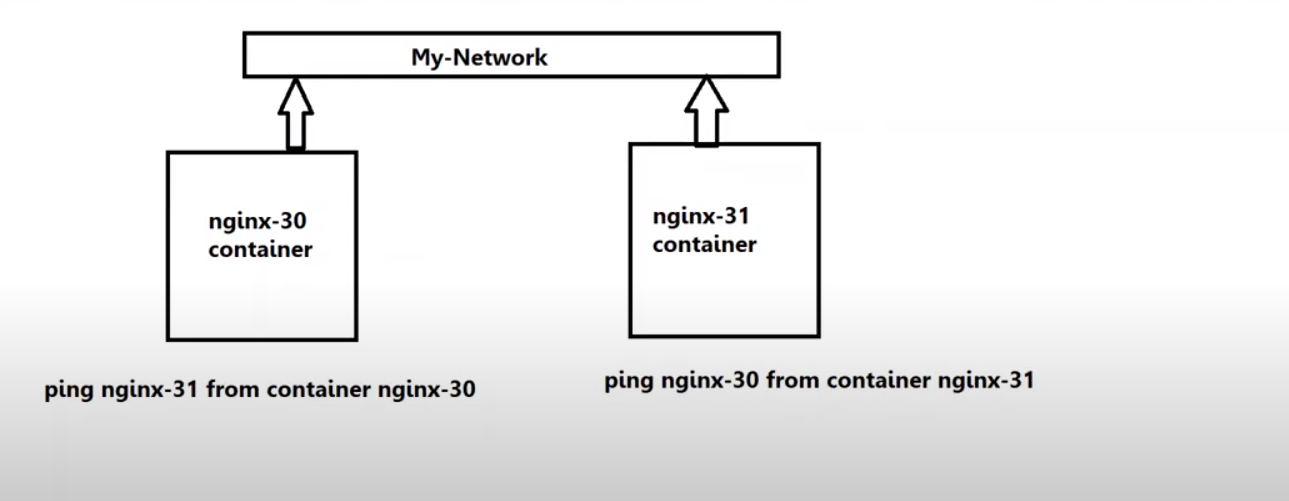 My-Network
nginx-30
container
nginx-31
container
ping nginx-31 from container nginx-30
ping nginx-30 from container nginx-31